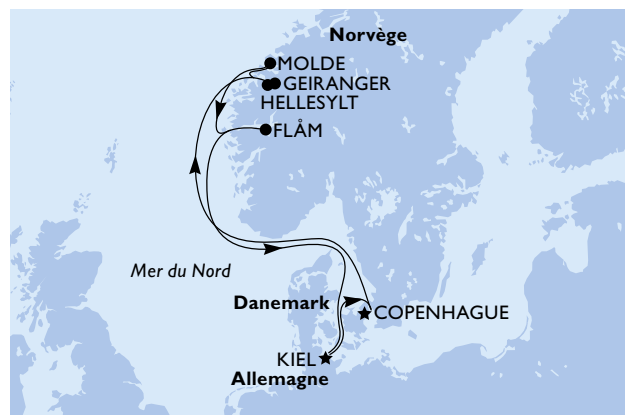 Norvège
MOLDE
GEIRANGER
HELLESYLT
FLÅM
Mer du Nord
Danemark
COPENHAGUE
KIEL
Allemagne